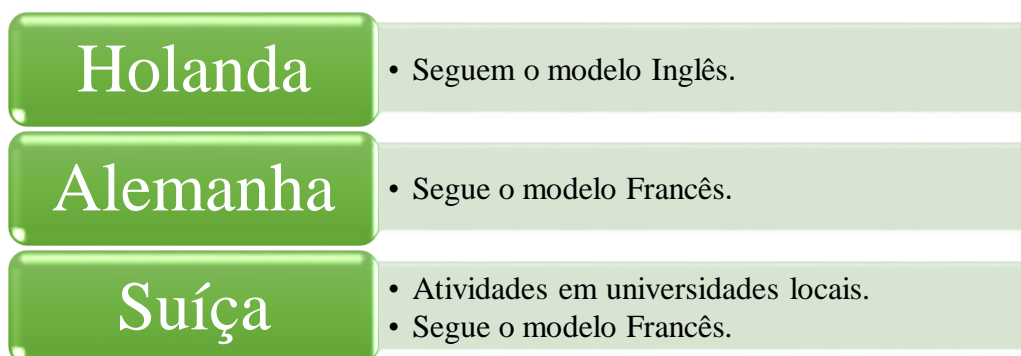 Holanda
• Seguem o modelo Inglês.
Alemanha
• Segue o modelo Francês.
Suíça
• Atividades em universidades locais.
• Segue o modelo Francês.